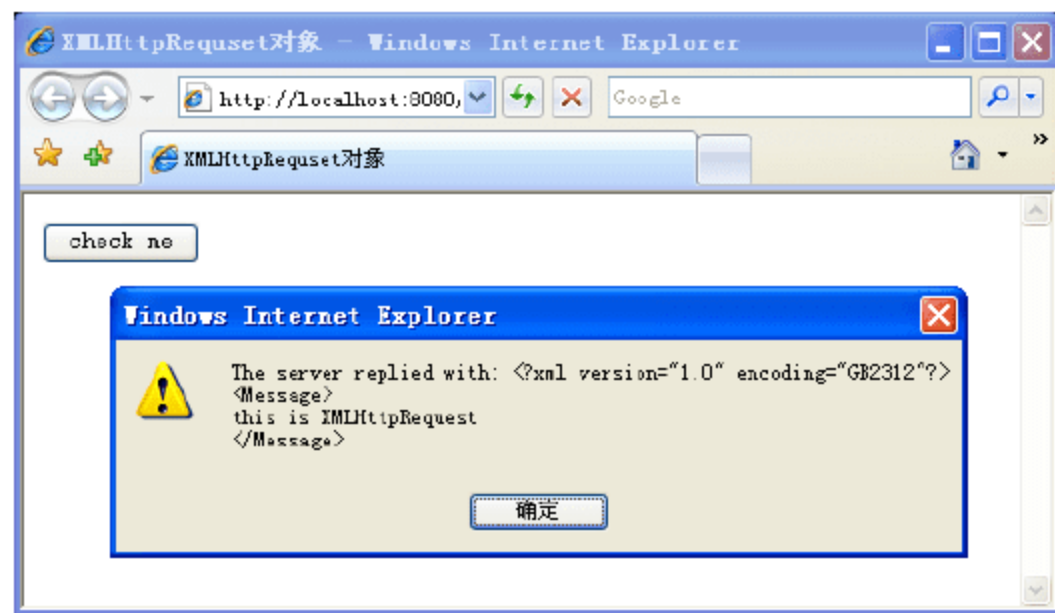 XMLHttpRequset对象 - Windows Internet Explorer
http://localhost:8080,
Google
XMLHttpRequset对象
»
check me
Windows Internet Explorer
The server replied with: <?xml version="1.0" encoding="GB2312"?>
<Message>
this is XMLHttpRequest
</Message>
确定